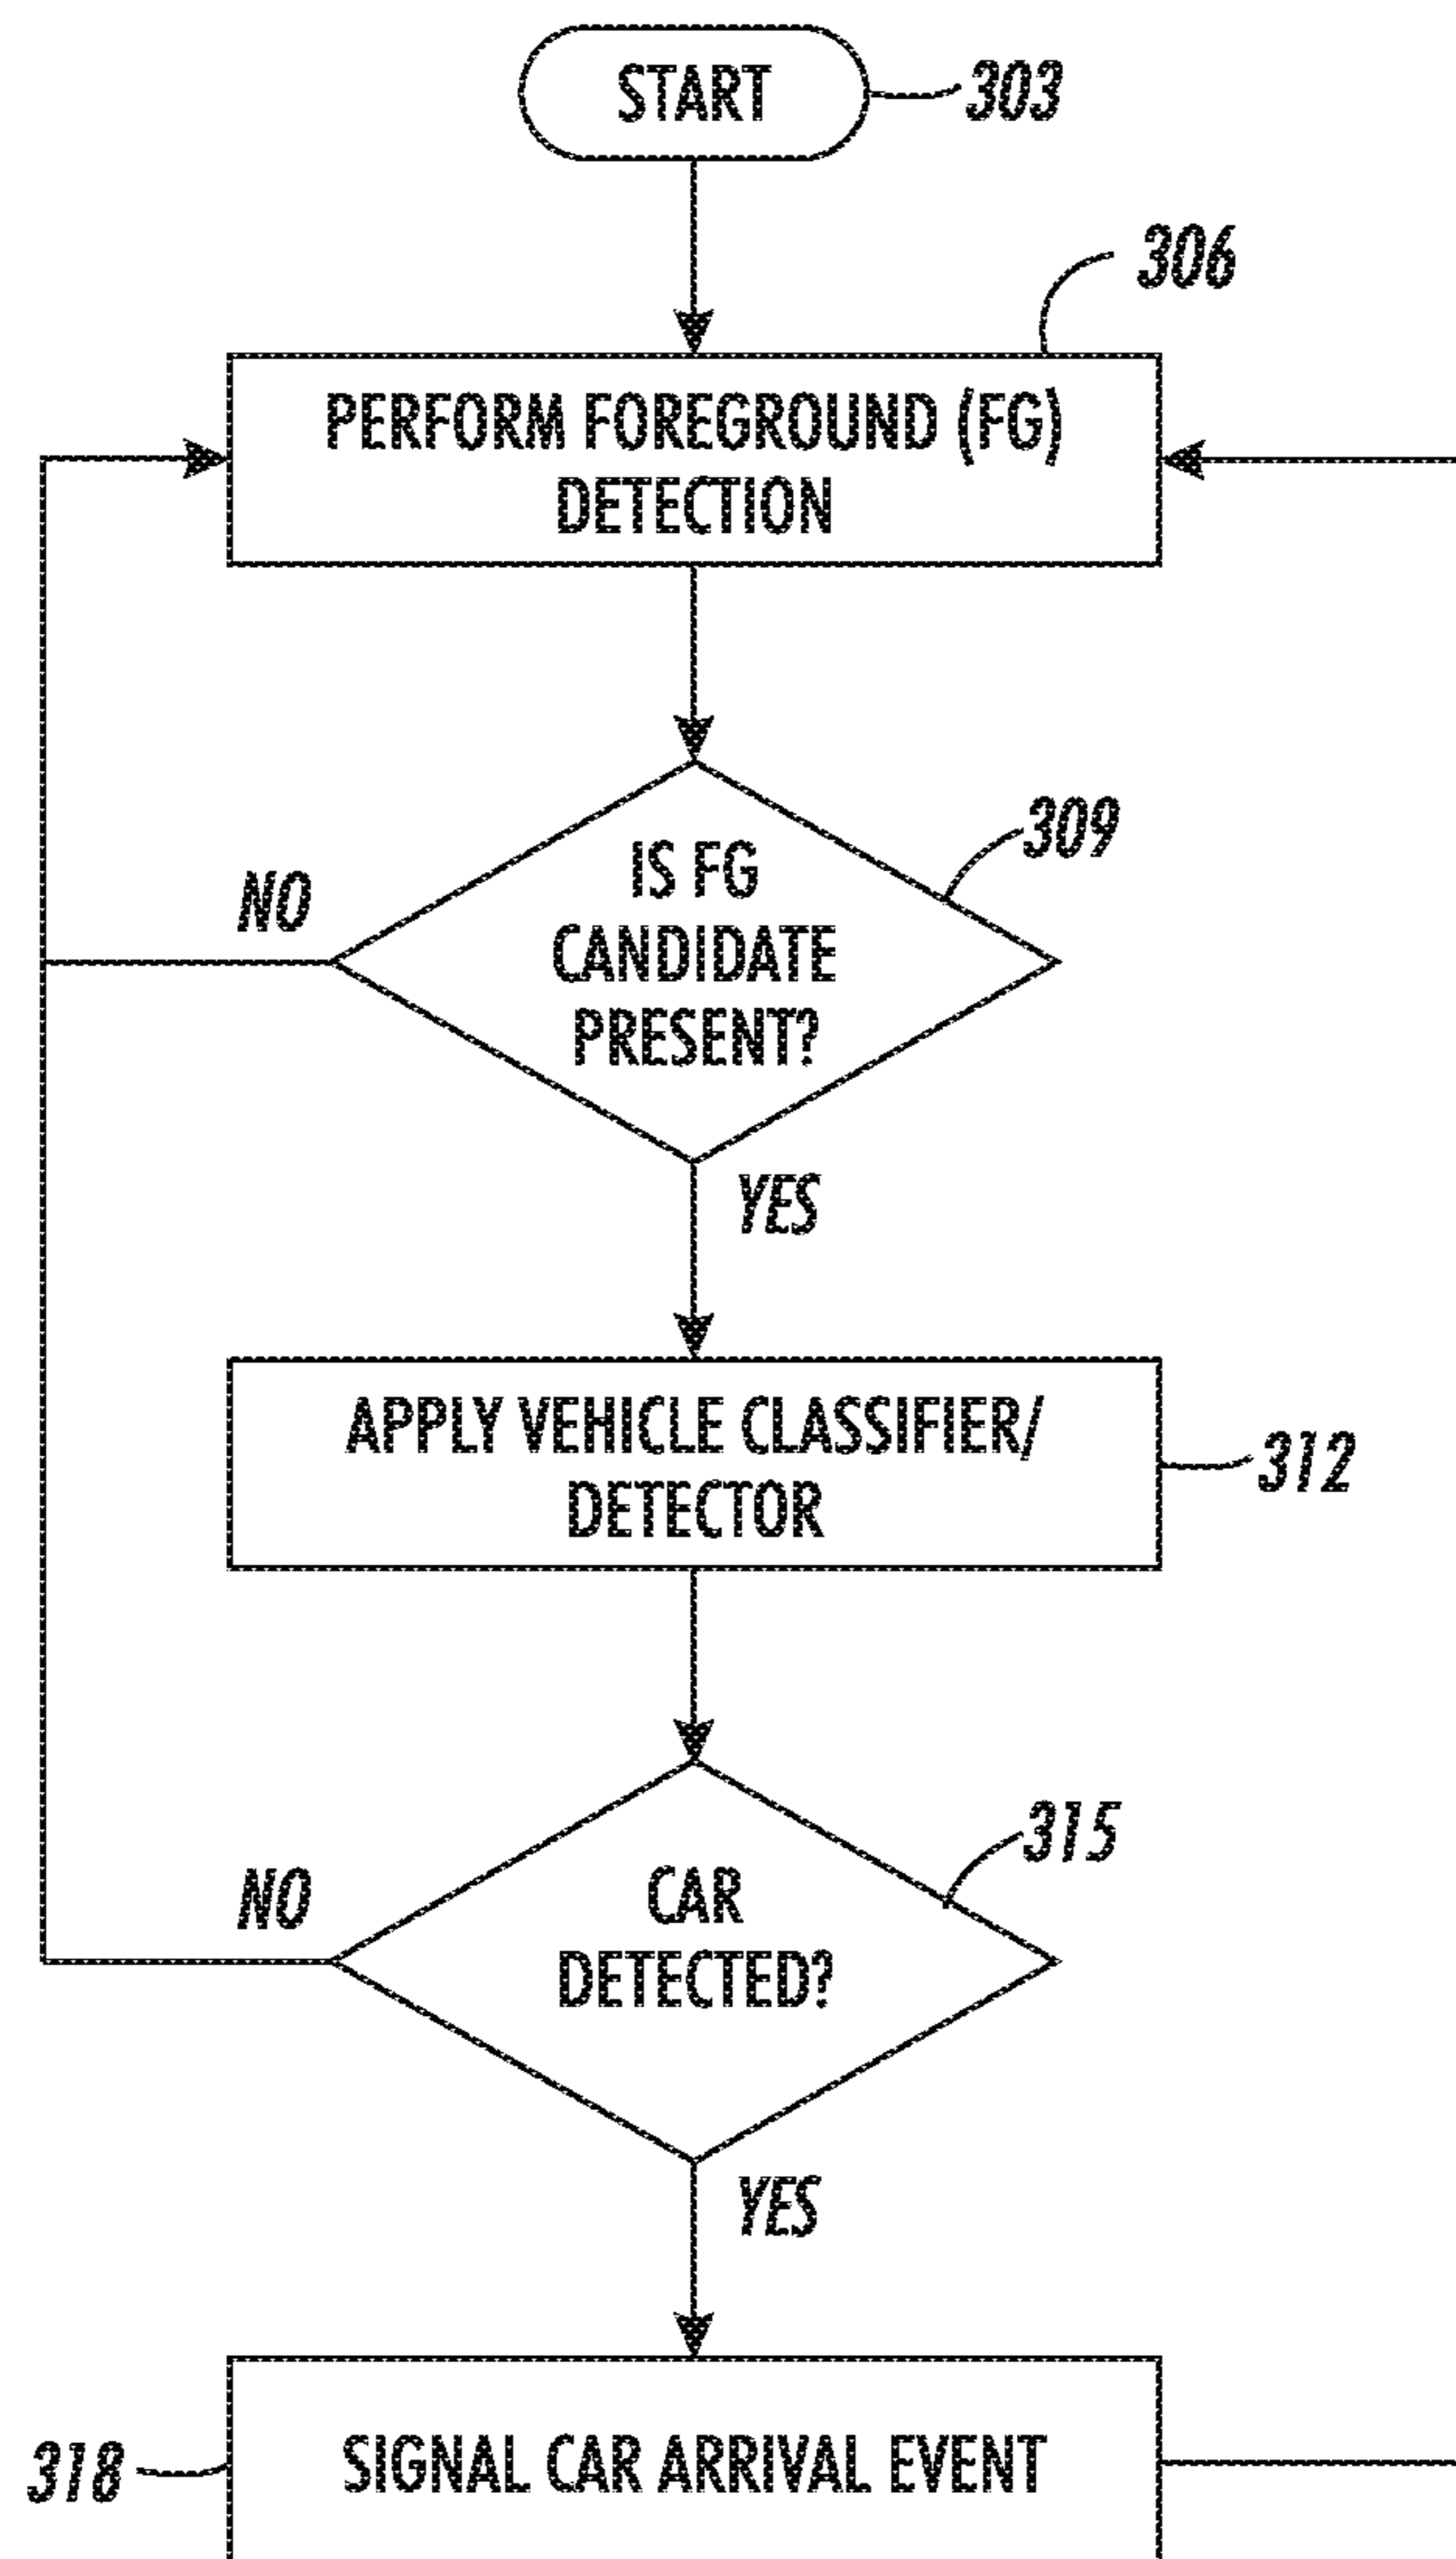 START
303
306
PERFORM FOREGROUND (FG)
DETECTION
309
IS FG
CANDIDATE
PRESENT?
NO
YES
APPLY VEHICLE CLASSIFIER/
DETECTOR
312
315
CAR
DETECTED?
NO
YES
318
SIGNAL CAR ARRIVAL EVENT